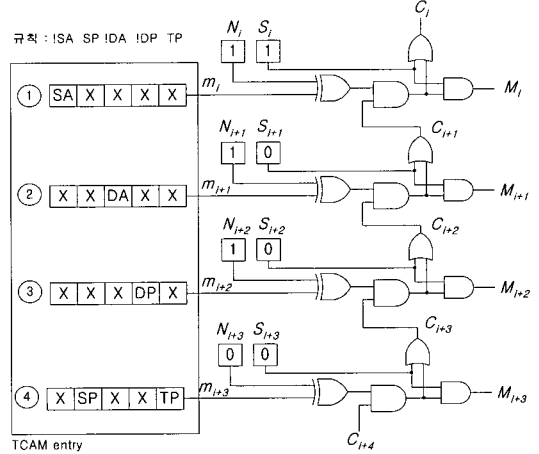 규칙 : !SA SP !DA !DP TP
N_i S_i C_i
1 1
① SA X X X X m_i M_i
N_{i+1} S_{i+1} C_{i+1}
1 0
② X X DA X X m_{i+1} M_{i+1}
N_{i+2} S_{i+2} C_{i+2}
1 0
③ X X X DP X m_{i+2} M_{i+2}
N_{i+3} S_{i+3} C_{i+3}
0 0
④ X SP X X TP m_{i+3} M_{i+3}
C_{i+4}
TCAM entry